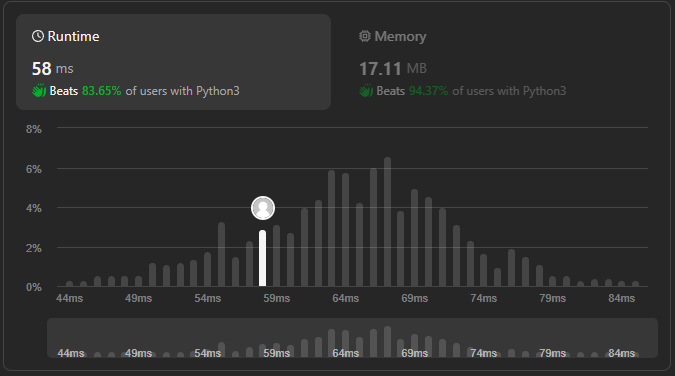 Runtime
58 ms
Beats 83.65% of users with Python3
Memory
17.11 MB
Beats 94.37% of users with Python3
8%
6%
4%
2%
0%
44ms 49ms 54ms 59ms 64ms 69ms 74ms 79ms 84ms
44ms 49ms 54ms 59ms 64ms 69ms 74ms 79ms 84ms